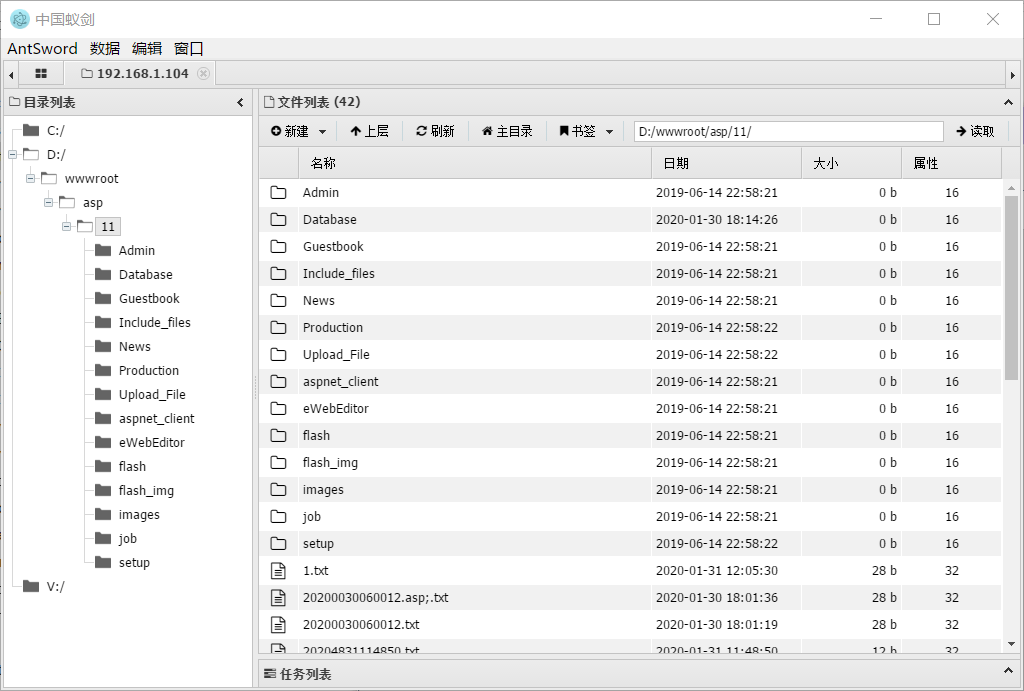 中国蚁剑
AntSword 数据 编辑 窗口
192.168.1.104
目录列表
C:/
D:/
wwwroot
asp
11
Admin
Database
Guestbook
Include_files
News
Production
Upload_File
aspnet_client
eWebEditor
flash
flash_img
images
job
setup
V:/
文件列表 (42)
新建 上层 刷新 主目录 书签 D:/wwwroot/asp/11/ 读取
名称 日期 大小 属性
Admin 2019-06-14 22:58:21 0 b 16
Database 2020-01-30 18:14:26 0 b 16
Guestbook 2019-06-14 22:58:21 0 b 16
Include_files 2019-06-14 22:58:21 0 b 16
News 2019-06-14 22:58:21 0 b 16
Production 2019-06-14 22:58:22 0 b 16
Upload_File 2019-06-14 22:58:22 0 b 16
aspnet_client 2019-06-14 22:58:21 0 b 16
eWebEditor 2019-06-14 22:58:21 0 b 16
flash 2019-06-14 22:58:21 0 b 16
flash_img 2019-06-14 22:58:21 0 b 16
images 2019-06-14 22:58:21 0 b 16
job 2019-06-14 22:58:21 0 b 16
setup 2019-06-14 22:58:22 0 b 16
1.txt 2020-01-31 12:05:30 28 b 32
20200030060012.asp;.txt 2020-01-30 18:01:36 28 b 32
20200030060012.txt 2020-01-30 18:01:19 28 b 32
20204831114850.txt 2020-01-31 11:48:50 12 b 32
任务列表